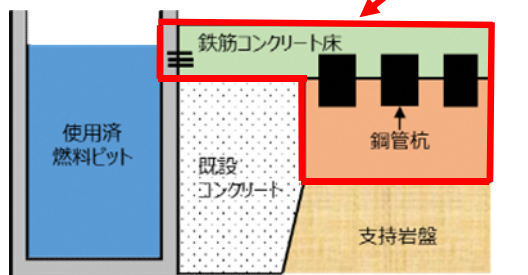 鉄筋コンクリート床
使用済
燃料ピット
鋼管杭
既設
コンクリート
支持岩盤